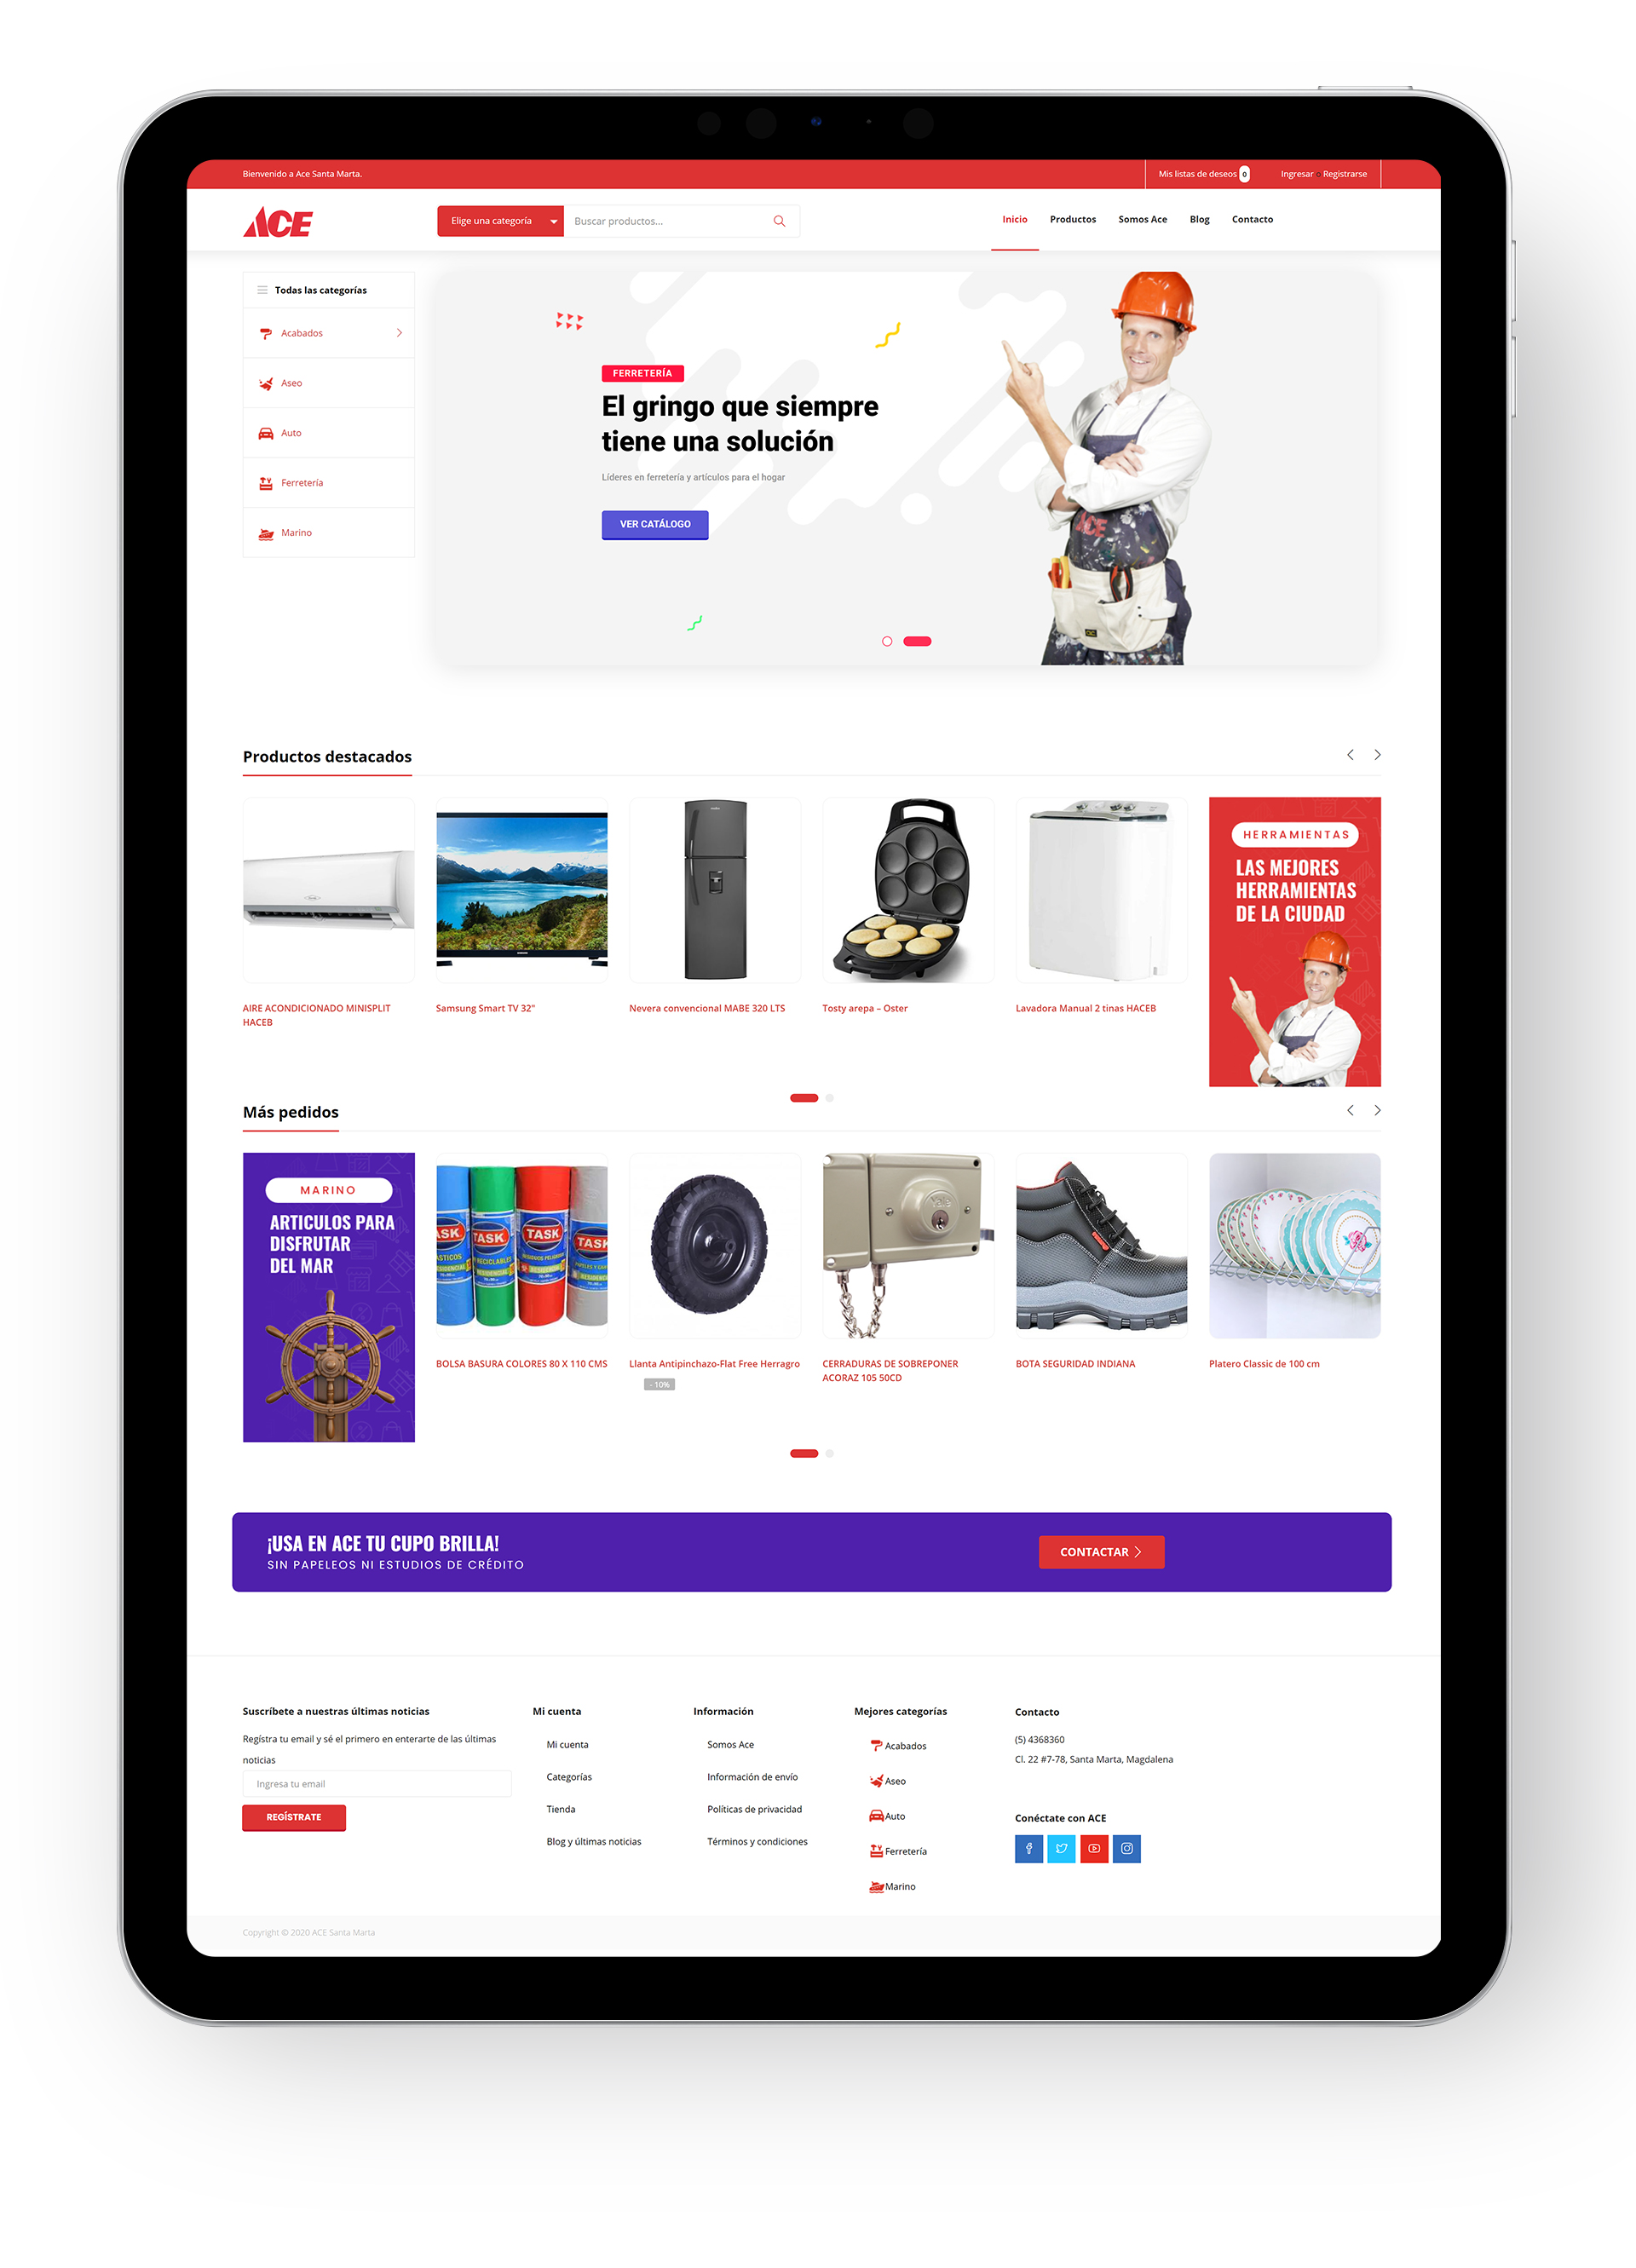 Bienvenido a Ace Santa Marta.
Mis listas de deseos 0
Ingresar o Registrarse
ACE
Elige una categoría
Buscar productos...
Inicio
Productos
Somos Ace
Blog
Contacto
Todas las categorías
Acabados
Aseo
Auto
Ferretería
Marino
FERRETERÍA
El gringo que siempre
tiene una solución
Líderes en ferretería y artículos para el hogar
VER CATÁLOGO
ACE
Productos destacados
AIRE ACONDICIONADO MINISPLIT
HACEB
Samsung Smart TV 32"
Nevera convencional MABE 320 LTS
Tosty arepa – Oster
Lavadora Manual 2 tinas HACEB
HERRAMIENTAS
LAS MEJORES
HERRAMIENTAS
DE LA CIUDAD
Más pedidos
MARINO
ARTICULOS PARA
DISFRUTAR
DEL MAR
TASK
TASK
TASK
BOLSA BASURA COLORES 80 X 110 CMS
Llanta Antipinchazo-Flat Free Herragro
- 10%
CERRADURAS DE SOBREPONER
ACORAZ 105 50CD
BOTA SEGURIDAD INDIANA
Platero Classic de 100 cm
¡USA EN ACE TU CUPO BRILLA!
SIN PAPELEOS NI ESTUDIOS DE CRÉDITO
CONTACTAR
Suscríbete a nuestras últimas noticias
Regístra tu email y sé el primero en enterarte de las últimas
noticias
Ingresa tu email
REGÍSTRATE
Mi cuenta
Mi cuenta
Categorías
Tienda
Blog y últimas noticias
Información
Somos Ace
Información de envío
Políticas de privacidad
Términos y condiciones
Mejores categorías
Acabados
Aseo
Auto
Ferretería
Marino
Contacto
(5) 4368360
Cl. 22 #7-78, Santa Marta, Magdalena
Conéctate con ACE
Copyright © 2020 ACE Santa Marta